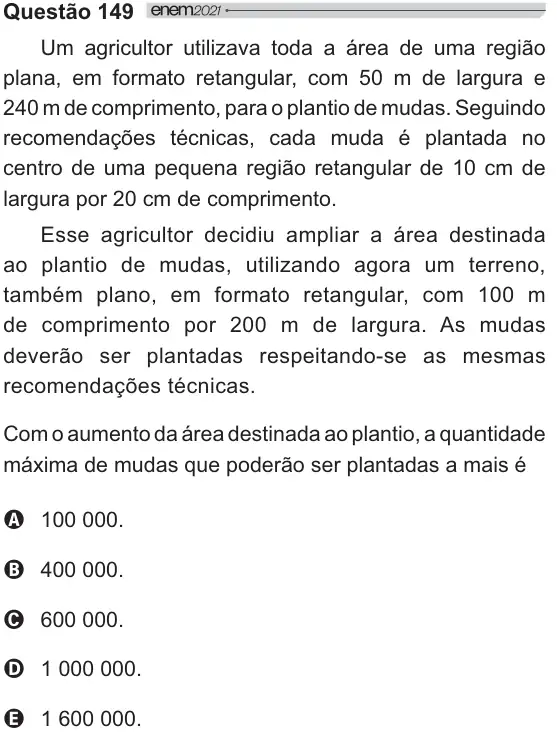 Questão 149 enem2021
Um agricultor utilizava toda a área de uma região
plana, em formato retangular, com 50 m de largura e
240 m de comprimento, para o plantio de mudas. Seguindo
recomendações técnicas, cada muda é plantada no
centro de uma pequena região retangular de 10 cm de
largura por 20 cm de comprimento.
Esse agricultor decidiu ampliar a área destinada
ao plantio de mudas, utilizando agora um terreno,
também plano, em formato retangular, com 100 m
de comprimento por 200 m de largura. As mudas
deverão ser plantadas respeitando-se as mesmas
recomendações técnicas.
Com o aumento da área destinada ao plantio, a quantidade
máxima de mudas que poderão ser plantadas a mais é
A 100 000.
B 400 000.
C 600 000.
D 1 000 000.
E 1 600 000.